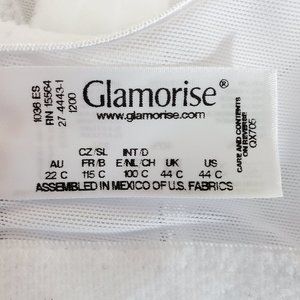 1036 ES
RN 15564
27 4443-1
1200
Glamorise®
www.glamorise.com
CARE AND CONTENTS
ON REVERSE
QX705
CZ/SL INT/D
AU FR/B E/NL/CH UK US
22 C 115 C 100 C 44 C 44 C
ASSEMBLED IN MEXICO OF U.S. FABRICS